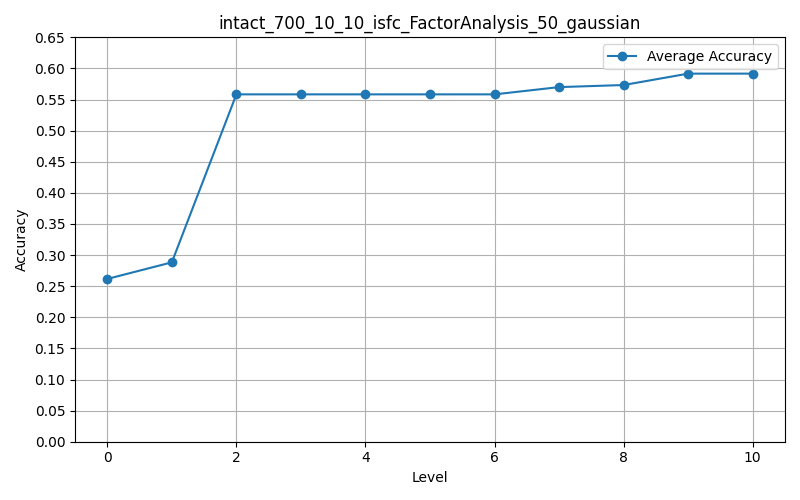 intact_700_10_10_isfc_FactorAnalysis_50_gaussian
Average Accuracy
0.65
0.60
0.55
0.50
0.45
0.40
0.35
0.30
0.25
0.20
0.15
0.10
0.05
0.00
Accuracy
0 2 4 6 8 10
Level